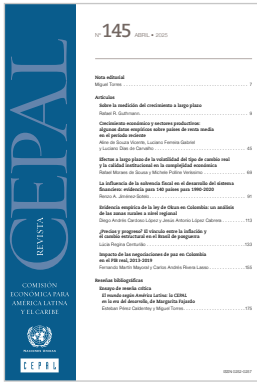 REVISTA
CEPAL
COMISIÓN
ECONÓMICA PARA
AMÉRICA LATINA
Y EL CARIBE
NACIONES UNIDAS
CEPAL
N° 145 ABRIL • 2025
Nota editorial
Miguel Torres 7
Artículos
Sobre la medición del crecimiento a largo plazo
Rafael R. Guthmann 9
Crecimiento económico y sectores productivos:
algunos datos empíricos sobre países de renta media
en el período reciente
Aline de Souza Vicente, Luciano Ferreira Gabriel
y Luciano Dias de Carvalho 43
Efectos a largo plazo de la volatilidad del tipo de cambio real
y la calidad institucional en la complejidad económica
Rafael Moraes de Sousa y Michele Polline Veríssimo 63
La influencia de la solvencia fiscal en el desarrollo del sistema
financiero: evidencia para 140 países para 1990-2020
Renzo A. Jiménez-Sotelo 91
Evidencia empírica de la ley de Okun en Colombia: un análisis
de las zonas rurales a nivel regional
Diego Andrés Cardoso López y Jesús Antonio López Cabrera 113
¿Precios y progreso? El vínculo entre la inflación y
el cambio estructural en el Brasil de posguerra
Lúcia Regina Centurião 133
Impacto de las negociaciones de paz en Colombia
en el PIB real, 2013-2019
Fernando Martín Mayoral y Carlos Andrés Rivera Lasso 155
Reseñas bibliográficas
Ensayo de reseña crítica
El mundo según América Latina: la CEPAL
en la era del desarrollo, de Margarita Fajardo
Esteban Pérez Caldentey y Miguel Torres 175
ISSN 0252-0257